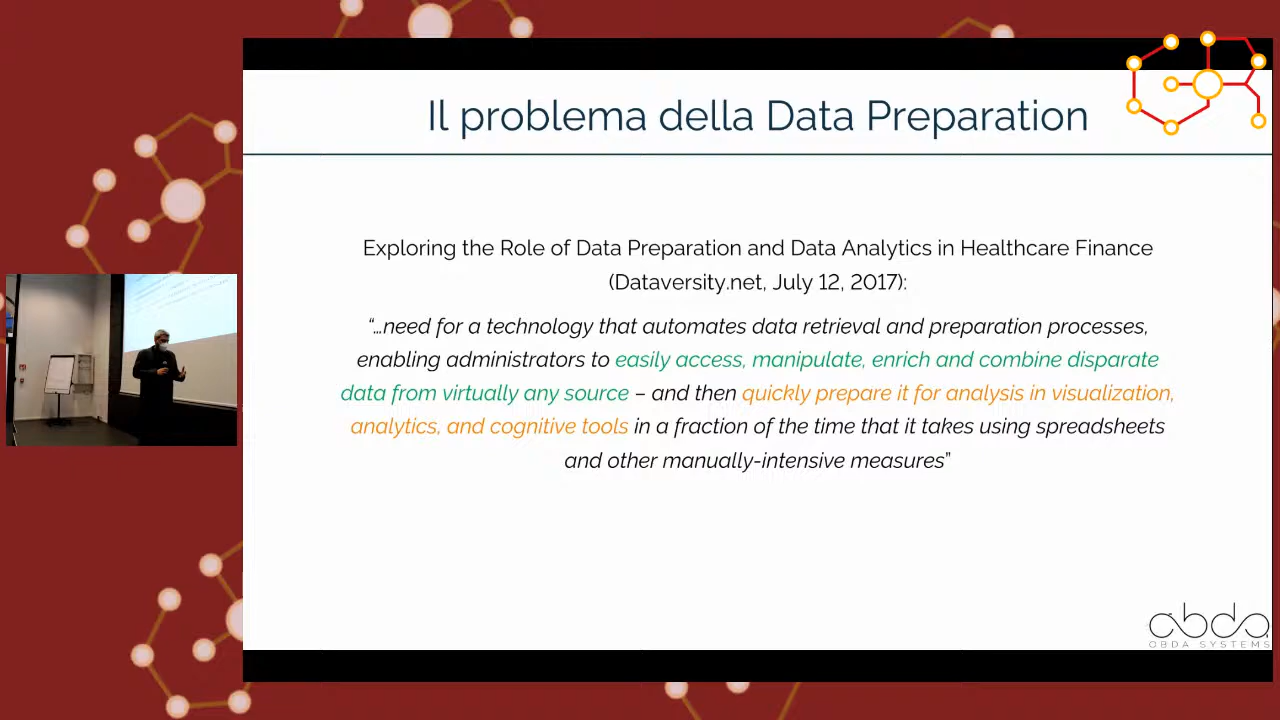 Il problema della Data Preparation
Exploring the Role of Data Preparation and Data Analytics in Healthcare Finance
(Dataversity.net, July 12, 2017):
“…need for a technology that automates data retrieval and preparation processes,
enabling administrators to easily access, manipulate, enrich and combine disparate
data from virtually any source – and then quickly prepare it for analysis in visualization,
analytics, and cognitive tools in a fraction of the time that it takes using spreadsheets
and other manually-intensive measures”
obda
OBDA SYSTEMS